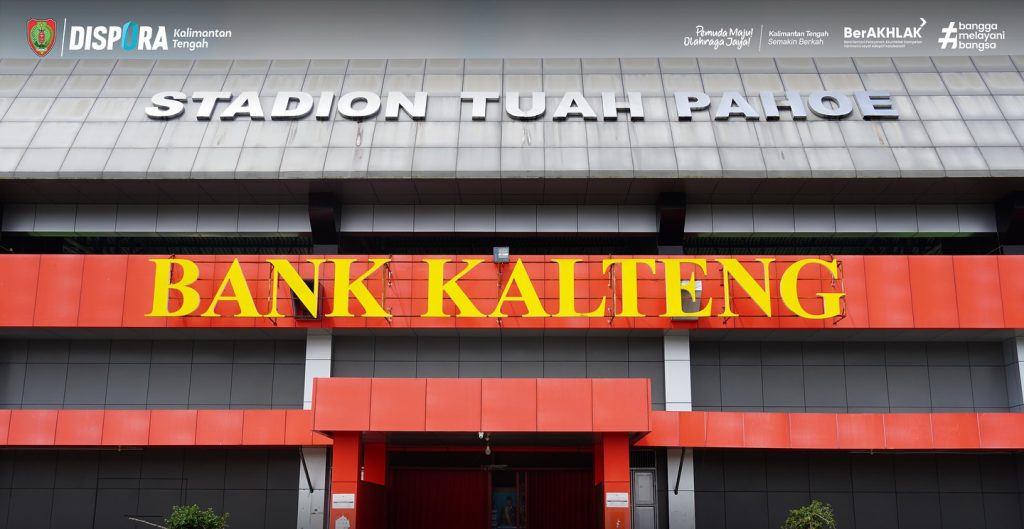 DISPORA Kalimantan
Tengah
Pemuda Maju!
Olahraga Jaya!
Kalimantan Tengah
Semakin Berkah
BerAKHLAK
#bangga
melayani
bangsa
STADION TUAH PAHOE
BANK KALTENG